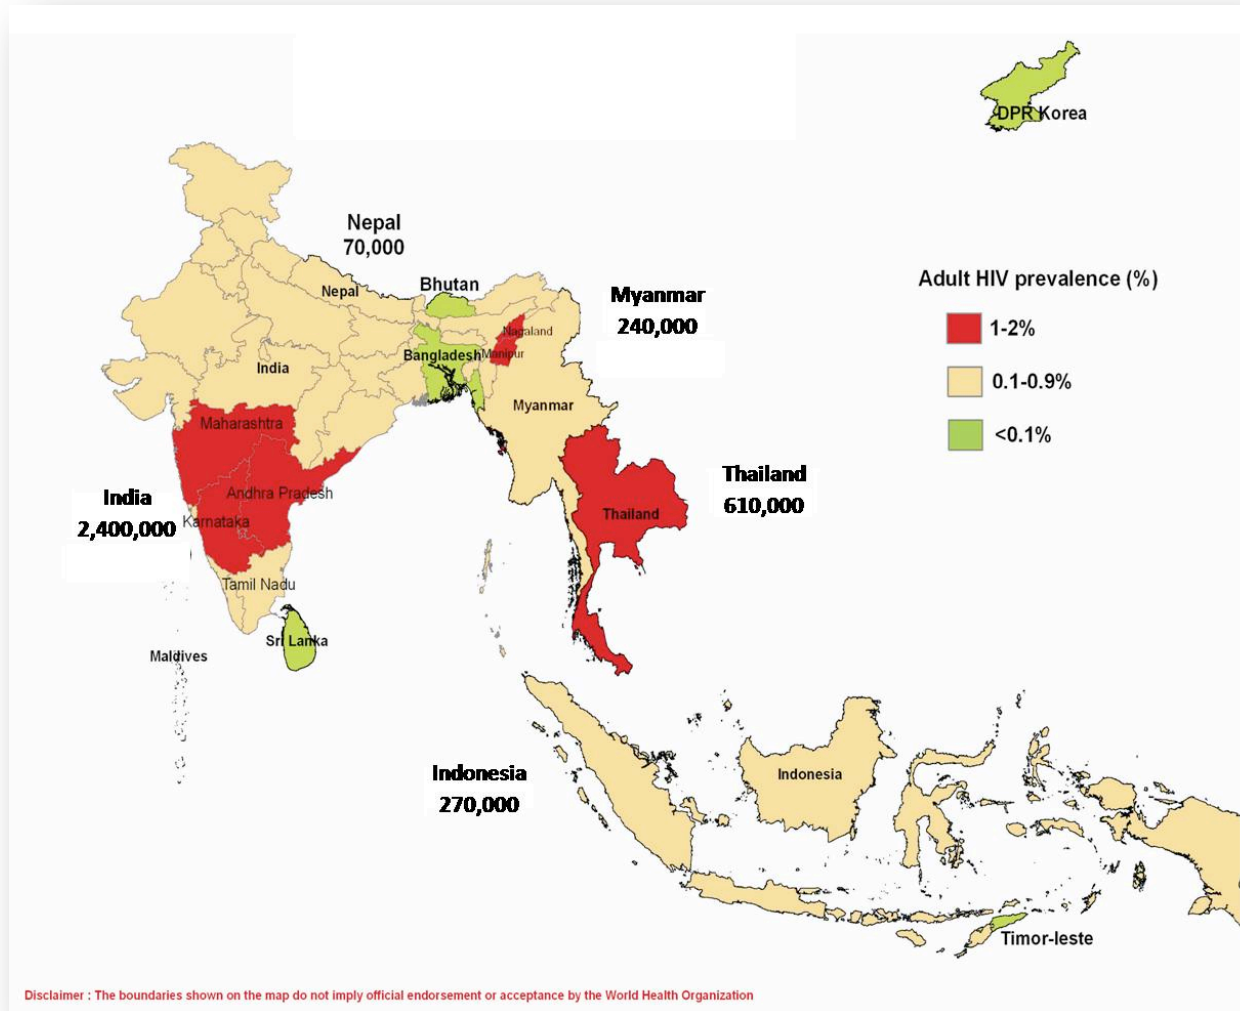 DPR Korea
Nepal
70,000
Adult HIV prevalence (%)
1-2%
0.1-0.9%
<0.1%
Nepal
Bhutan
Myanmar
240,000
Nagaland
Manipur
Bangladesh
India
Myanmar
Maharashtra
Thailand
610,000
Andhra Pradesh
India
2,400,000
Karnataka
Thailand
Tamil Nadu
Sri Lanka
Maldives
Indonesia
270,000
Indonesia
Timor-leste
Disclaimer : The boundaries shown on the map do not imply official endorsement or acceptance by the World Health Organization